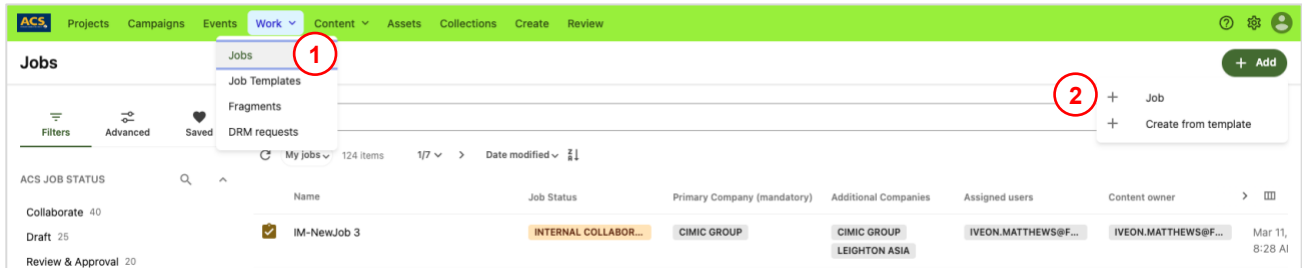 ACS Projects Campaigns Events Work Content Assets Collections Create Review
Jobs
Jobs
1
Add
Job Templates
Fragments
DRM requests
2
Job
Create from template
Filters Advanced Saved
My jobs 124 items 1/7 Date modified
ACS JOB STATUS
Name Job Status Primary Company (mandatory) Additional Companies Assigned users Content owner
Collaborate 40
Draft 25
Review & Approval 20
IM-NewJob 3 INTERNAL COLLABOR... CIMIC GROUP CIMIC GROUP IVEON.MATTHEWS@F... IVEON.MATTHEWS@F... Mar 11,
LEIGHTON ASIA 8:28 AI